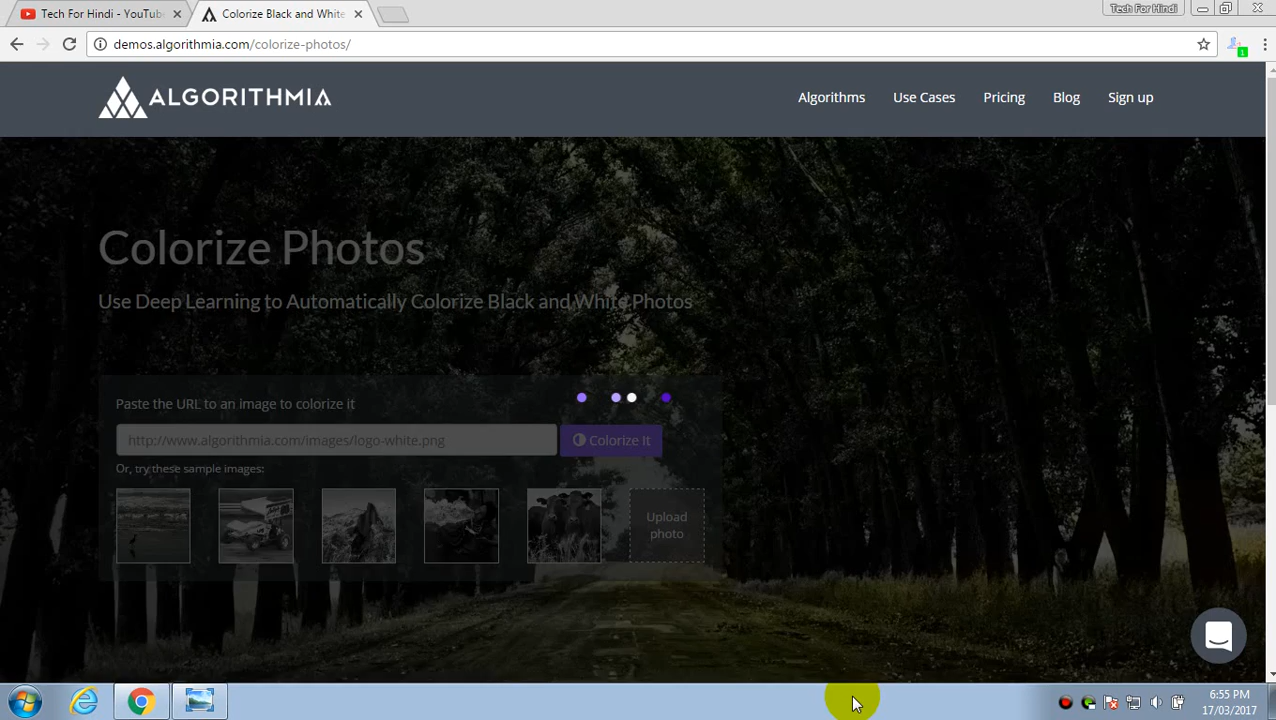 Tech For Hindi - YouTub
Colorize Black and White
Tech For Hindi
demos.algorithmia.com/colorize-photos/
1
ALGORITHMIA
Algorithms
Use Cases
Pricing
Blog
Sign up
Colorize Photos
Use Deep Learning to Automatically Colorize Black and White Photos
Paste the URL to an image to colorize it
http://www.algorithmia.com/images/logo-white.png
Colorize It
Or, try these sample images:
Upload
photo
6:55 PM
17/03/2017